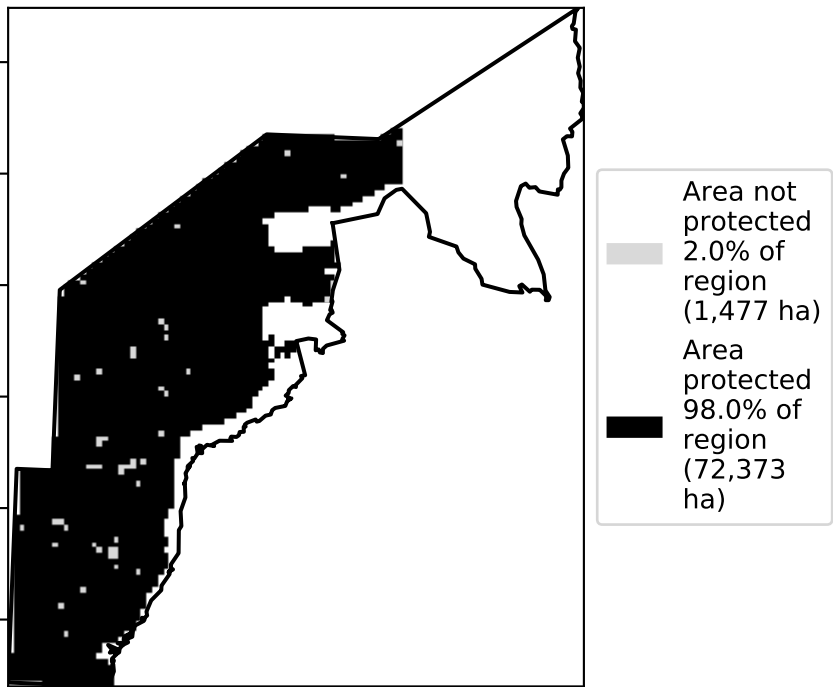 Area not
protected
2.0% of
region
(1,477 ha)
Area
protected
98.0% of
region
(72,373
ha)